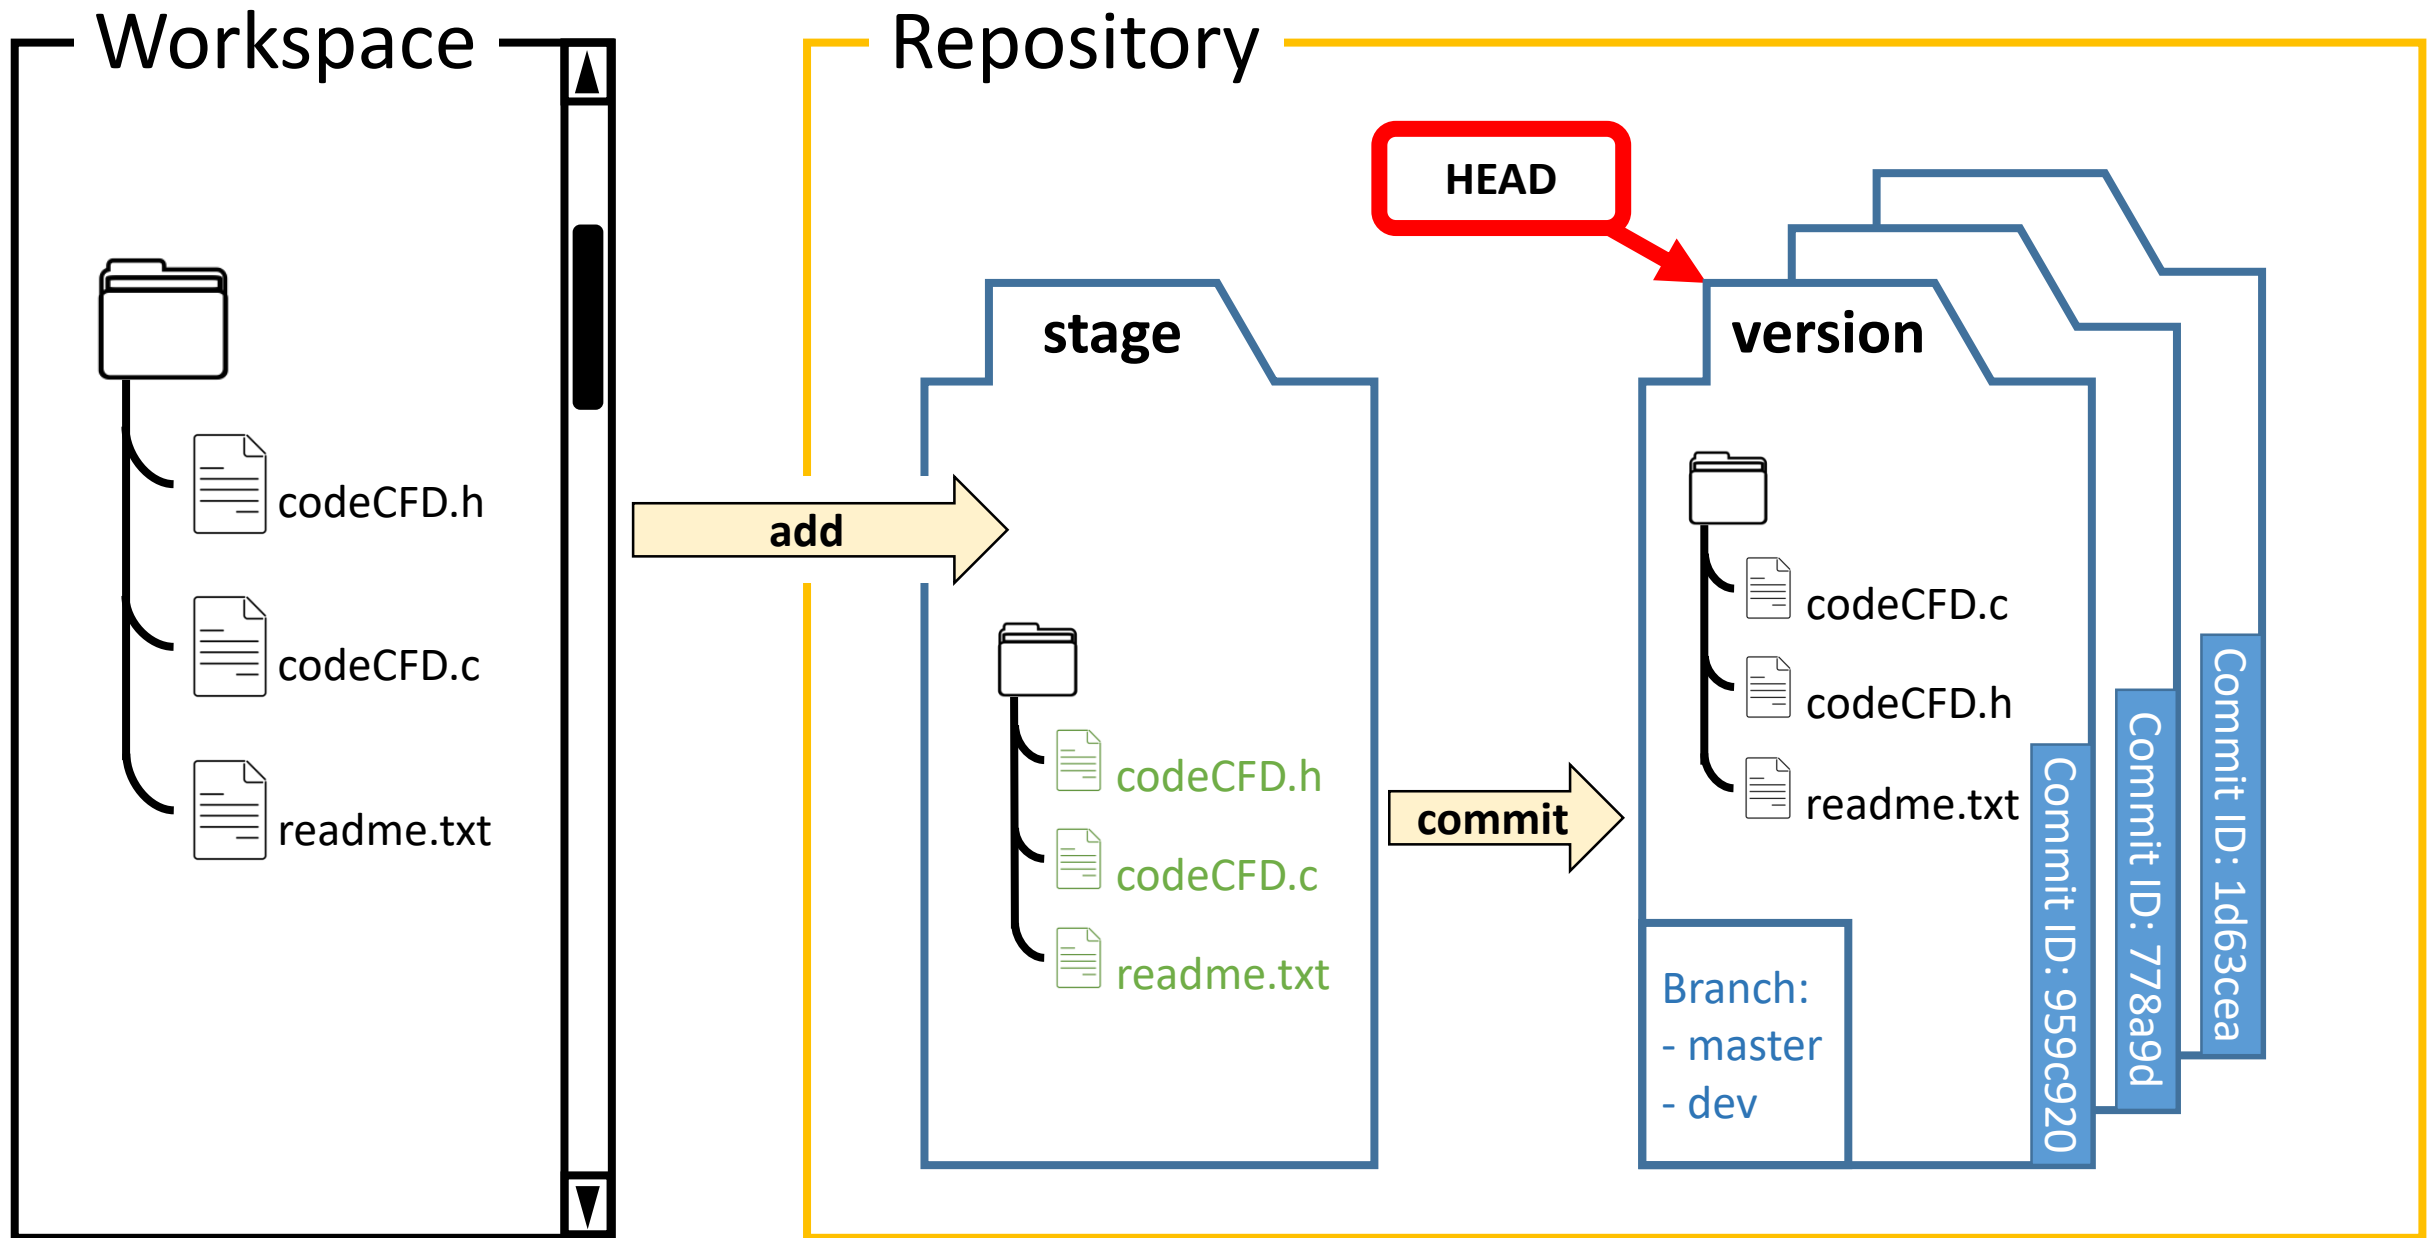 Workspace
codeCFD.h
codeCFD.c
readme.txt
add
Repository
stage
codeCFD.h
codeCFD.c
readme.txt
commit
HEAD
version
codeCFD.c
codeCFD.h
readme.txt
Branch:
- master
- dev
Commit ID: 959c920
Commit ID: 778a9d
Commit ID: 1d63cea